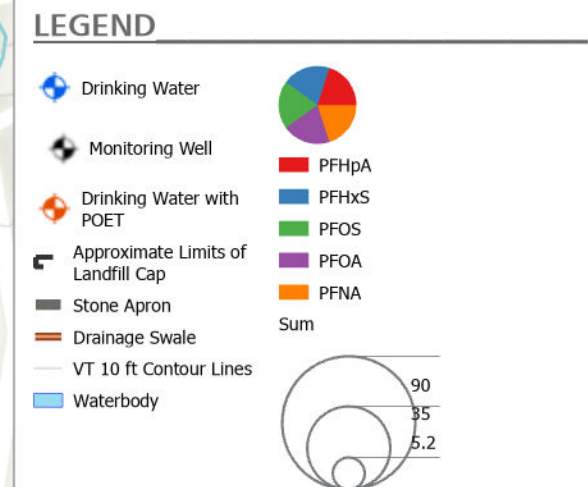 LEGEND
Drinking Water
Monitoring Well
Drinking Water with
POET
Approximate Limits of
Landfill Cap
Stone Apron
Drainage Swale
VT 10 ft Contour Lines
Waterbody
PFHpA
PFHxS
PFOS
PFOA
PFNA
Sum
90
35
5.2